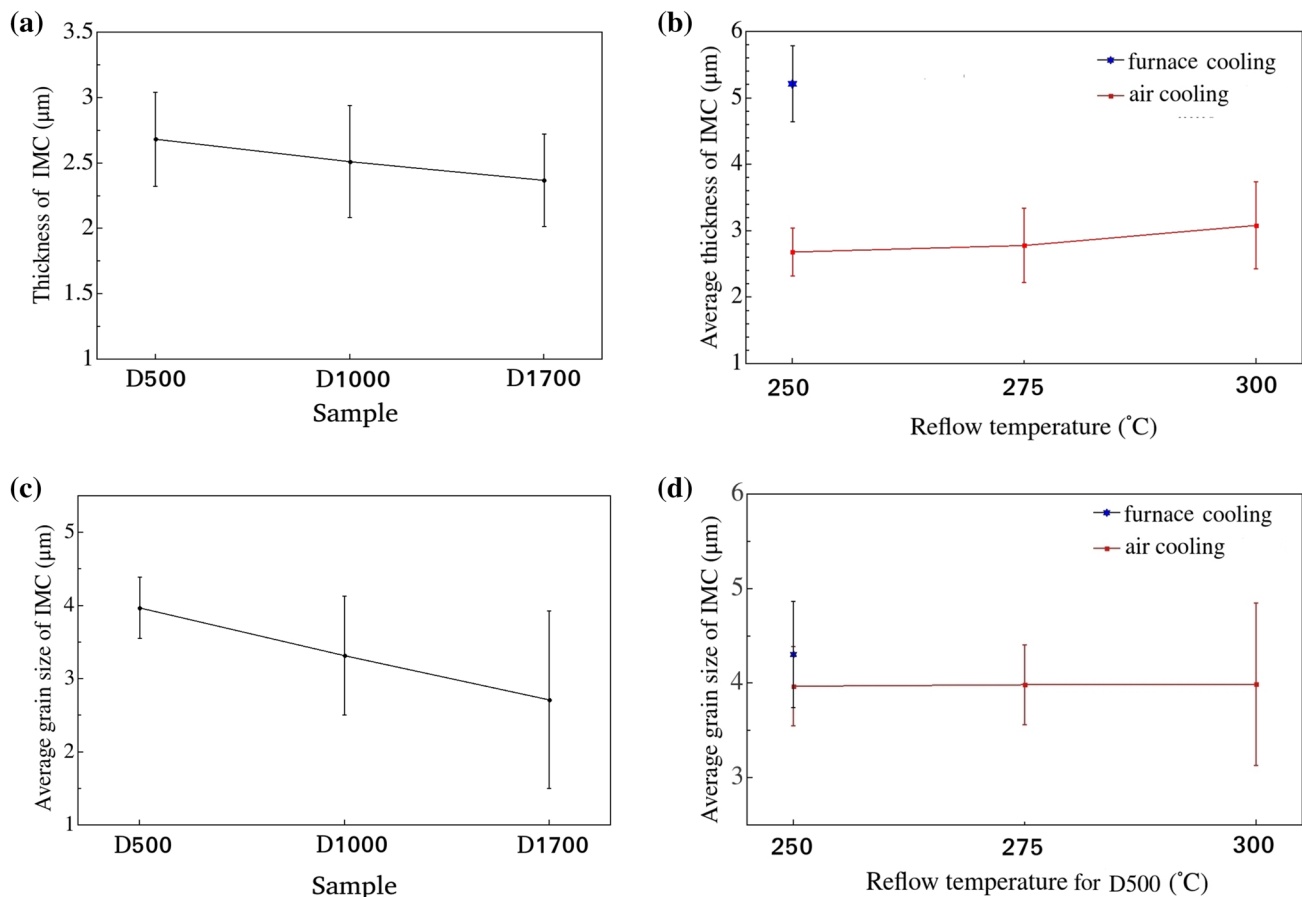 (a)
3.5
3
2.5
2
1.5
1
Thickness of IMC (μm)
D500 D1000 D1700
Sample
(b)
6
5
4
3
2
1
Average thickness of IMC (μm)
furnace cooling
air cooling
250 275 300
Reflow temperature (°C)
(c)
5
4
3
2
1
Average grain size of IMC (μm)
D500 D1000 D1700
Sample
(d)
6
5
4
3
Average grain size of IMC (μm)
furnace cooling
air cooling
250 275 300
Reflow temperature for D500 (°C)